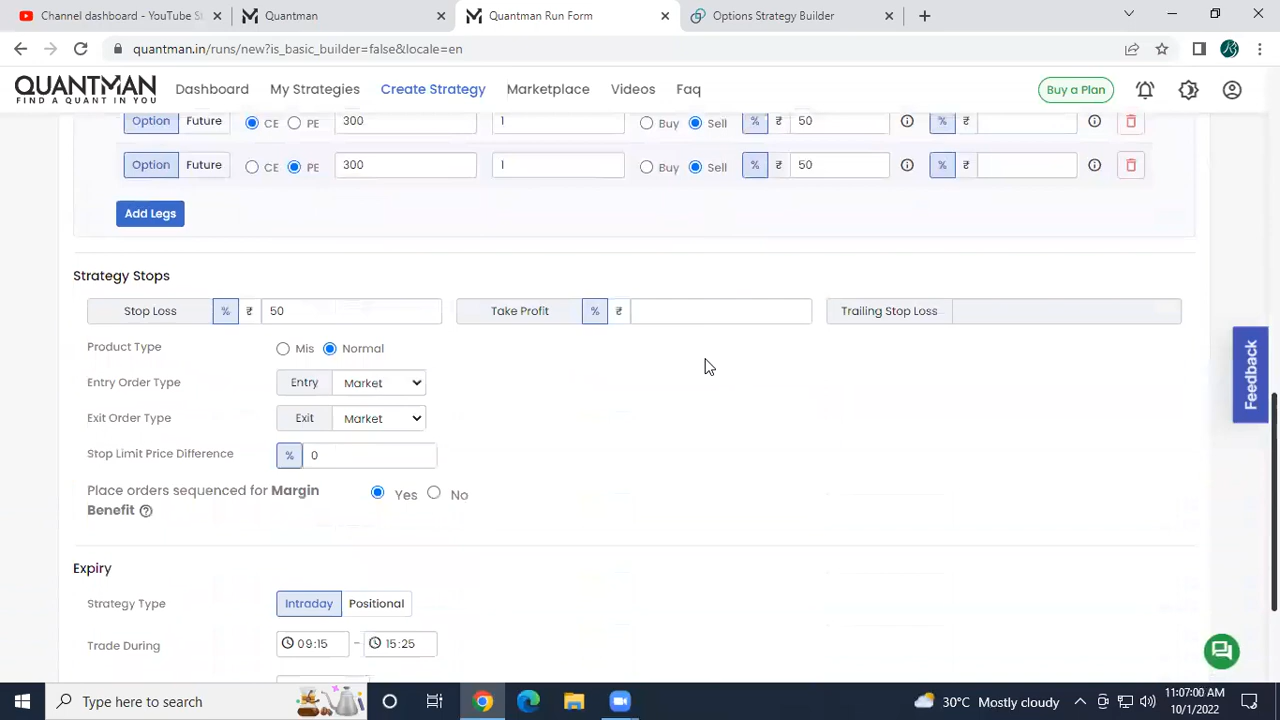 Channel dashboard - YouTube S
Quantman
Quantman Run Form
Options Strategy Builder
quantman.in/runs/new?is_basic_builder=false&locale=en
QUANTMAN
FIND A QUANT IN YOU
Dashboard
My Strategies
Create Strategy
Marketplace
Videos
Faq
Buy a Plan
Option Future CE PE 300 1 Buy Sell % ₹ 50 % ₹
Option Future CE PE 300 1 Buy Sell % ₹ 50 % ₹
Add Legs
Strategy Stops
Stop Loss % ₹ 50 Take Profit % ₹ Trailing Stop Loss
Product Type Mis Normal
Entry Order Type Entry Market
Exit Order Type Exit Market
Stop Limit Price Difference % 0
Place orders sequenced for Margin Yes No
Benefit
Expiry
Strategy Type Intraday Positional
Trade During 09:15 - 15:25
Feedback
Type here to search
30°C Mostly cloudy
11:07:00 AM
10/1/2022